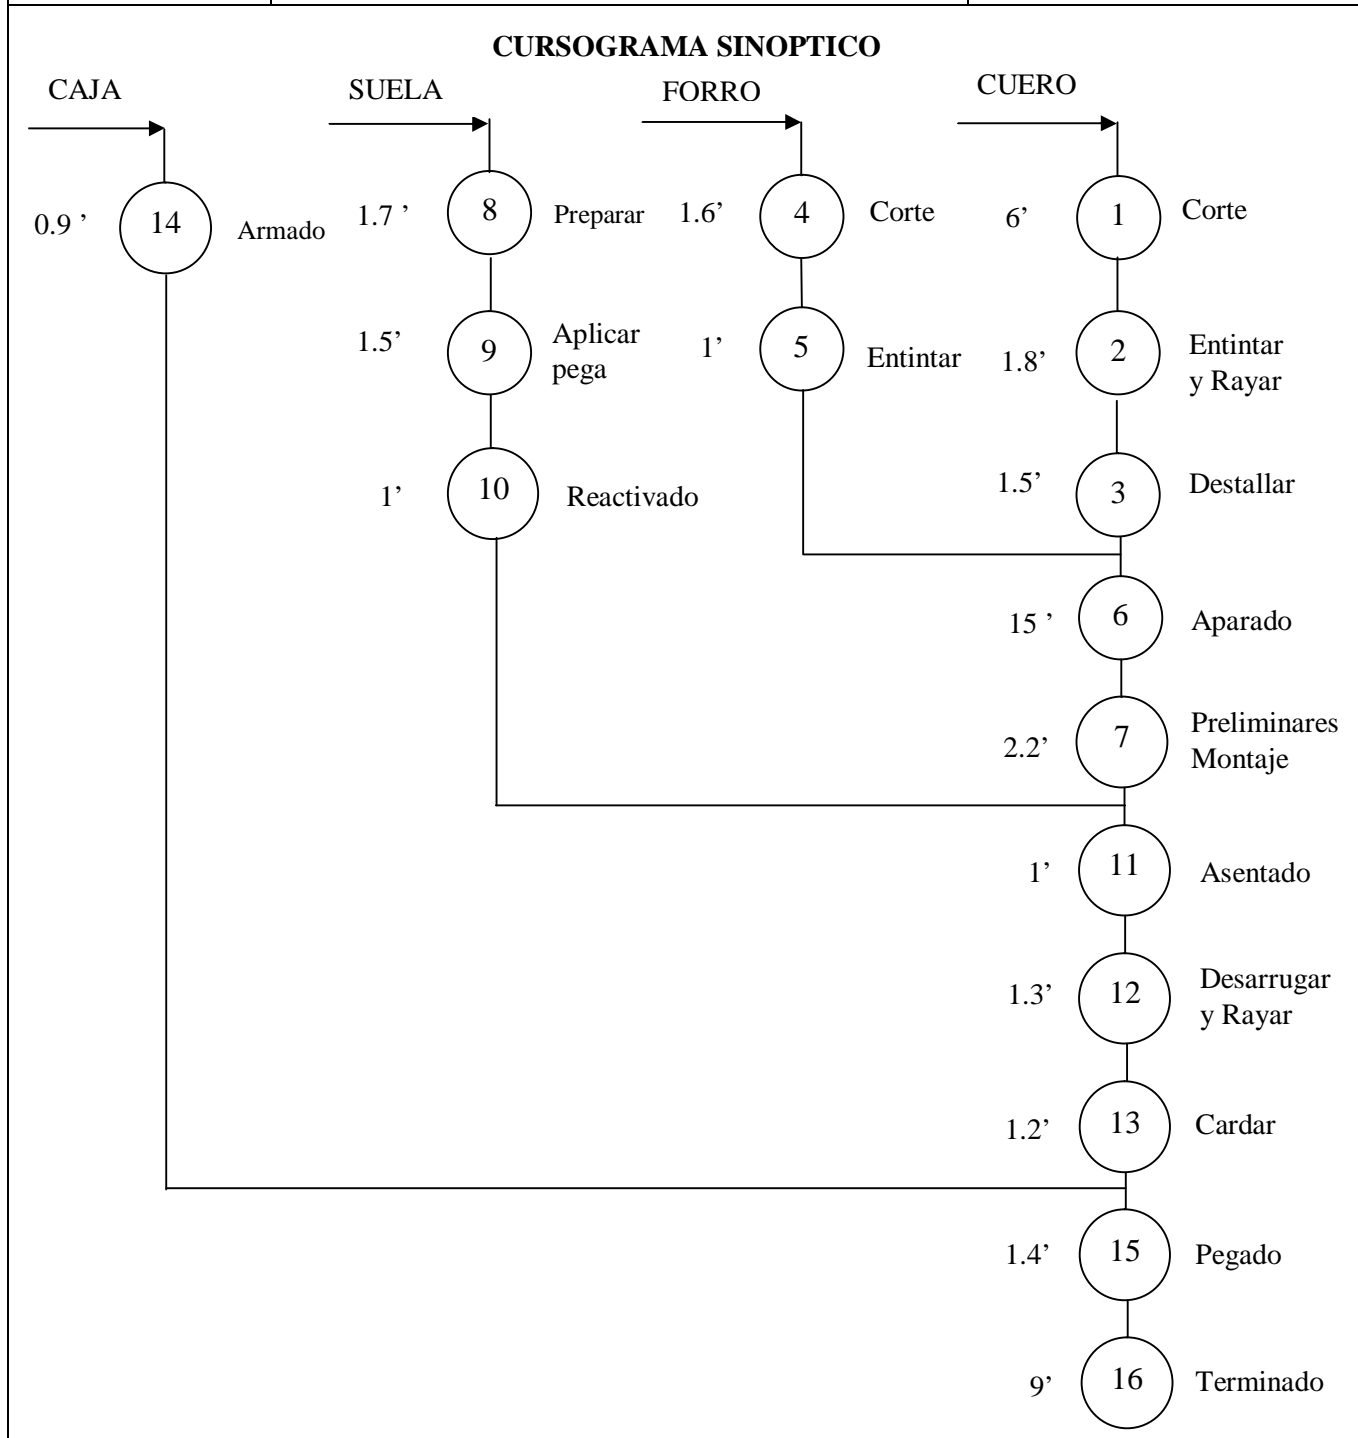 CURSOGRAMA SINOPTICO
CAJA
SUELA
FORRO
CUERO
0.9 ’
14
Armado
1.7 ’
8
Preparar
1.6’
4
Corte
6’
1
Corte
1.5’
9
Aplicar
pega
1’
5
Entintar
1.8’
2
Entintar
y Rayar
1’
10
Reactivado
1.5’
3
Destallar
15 ’
6
Aparado
2.2’
7
Preliminares
Montaje
1’
11
Asentado
1.3’
12
Desarrugar
y Rayar
1.2’
13
Cardar
1.4’
15
Pegado
9’
16
Terminado